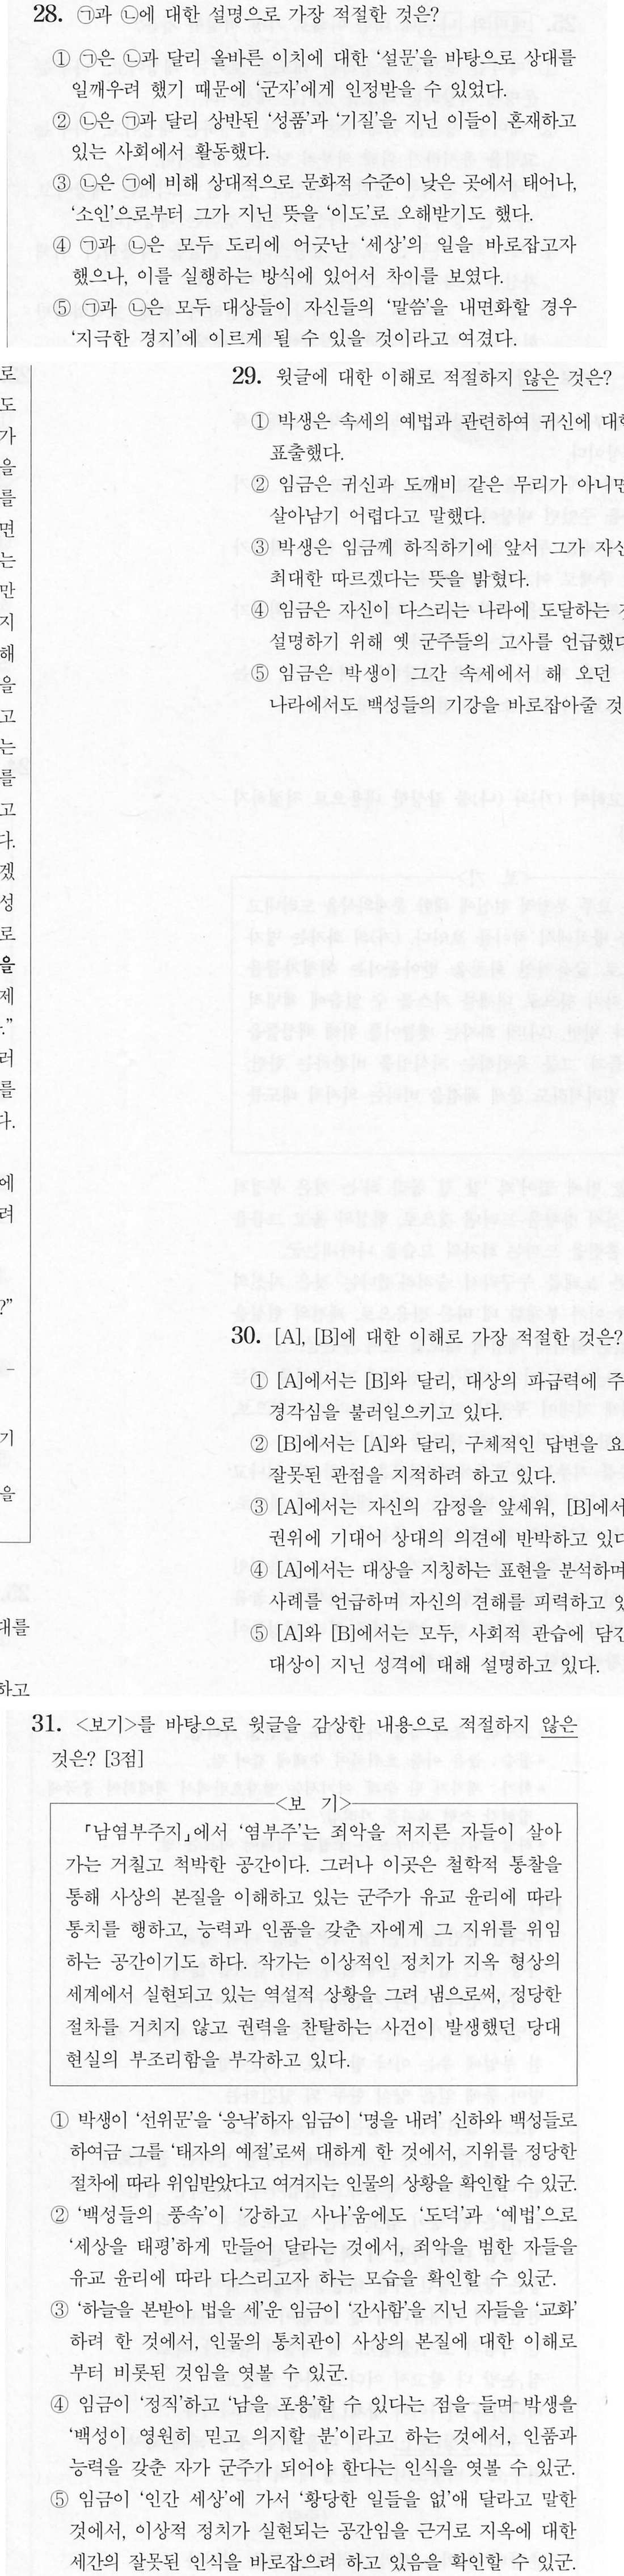 28. ㉠과 ㉡에 대한 설명으로 가장 적절한 것은?
① ㉠은 ㉡과 달리 올바른 이치에 대한 ‘설문’을 바탕으로 상대를
일깨우려 했기 때문에 ‘군자’에게 인정받을 수 있었다.
② ㉡은 ㉠과 달리 상반된 ‘성품’과 ‘기질’을 지닌 이들이 혼재하고
있는 사회에서 활동했다.
③ ㉡은 ㉠에 비해 상대적으로 문화적 수준이 낮은 곳에서 태어나,
‘소인’으로부터 그가 지닌 뜻을 ‘이도’로 오해받기도 했다.
④ ㉠과 ㉡은 모두 도리에 어긋난 ‘세상’의 일을 바로잡고자
했으나, 이를 실행하는 방식에 있어서 차이를 보였다.
⑤ ㉠과 ㉡은 모두 대상들이 자신들의 ‘말씀’을 내면화할 경우
‘지극한 경지’에 이르게 될 수 있을 것이라고 여겼다.
로
도
가
을
를
면
는
만
지
해
을
고
는
를
고
다.
겠
성
로
을
제
.”
러
를
다.
에
려
?”
기
을
대를
하고
29. 윗글에 대한 이해로 적절하지 않은 것은?
① 박생은 속세의 예법과 관련하여 귀신에 대한
표출했다.
② 임금은 귀신과 도깨비 같은 무리가 아니면
살아남기 어렵다고 말했다.
③ 박생은 임금께 하직하기에 앞서 그가 자신
최대한 따르겠다는 뜻을 밝혔다.
④ 임금은 자신이 다스리는 나라에 도달하는
설명하기 위해 옛 군주들의 고사를 언급했다
⑤ 임금은 박생이 그간 속세에서 해 오던
나라에서도 백성들의 기강을 바로잡아줄 것
30. [A], [B]에 대한 이해로 가장 적절한 것은?
① [A]에서는 [B]와 달리, 대상의 파급력에 주
경각심을 불러일으키고 있다.
② [B]에서는 [A]와 달리, 구체적인 답변을 요
잘못된 관점을 지적하려 하고 있다.
③ [A]에서는 자신의 감정을 앞세워, [B]에서
권위에 기대어 상대의 의견에 반박하고 있다
④ [A]에서는 대상을 지칭하는 표현을 분석하며
사례를 언급하며 자신의 견해를 피력하고 있
⑤ [A]와 [B]에서는 모두, 사회적 관습에 담긴
대상이 지닌 성격에 대해 설명하고 있다.
31. <보기>를 바탕으로 윗글을 감상한 내용으로 적절하지 않은
것은? [3점]
<보 기>
「남염부주지」에서 ‘염부주’는 죄악을 저지른 자들이 살아
가는 거칠고 척박한 공간이다. 그러나 이곳은 철학적 통찰을
통해 사상의 본질을 이해하고 있는 군주가 유교 윤리에 따라
통치를 행하고, 능력과 인품을 갖춘 자에게 그 지위를 위임
하는 공간이기도 하다. 작가는 이상적인 정치가 지옥 형상의
세계에서 실현되고 있는 역설적 상황을 그려 냄으로써, 정당한
절차를 거치지 않고 권력을 찬탈하는 사건이 발생했던 당대
현실의 부조리함을 부각하고 있다.
① 박생이 ‘선위문’을 ‘응낙’하자 임금이 ‘명을 내려’ 신하와 백성들로
하여금 그를 ‘태자의 예절’로써 대하게 한 것에서, 지위를 정당한
절차에 따라 위임받았다고 여겨지는 인물의 상황을 확인할 수 있군.
② ‘백성들의 풍속’이 ‘강하고 사나’움에도 ‘도덕’과 ‘예법’으로
‘세상을 태평’하게 만들어 달라는 것에서, 죄악을 범한 자들을
유교 윤리에 따라 다스리고자 하는 모습을 확인할 수 있군.
③ ‘하늘을 본받아 법을 세’운 임금이 ‘간사함’을 지닌 자들을 ‘교화’
하려 한 것에서, 인물의 통치관이 사상의 본질에 대한 이해로
부터 비롯된 것임을 엿볼 수 있군.
④ 임금이 ‘정직’하고 ‘남을 포용’할 수 있다는 점을 들며 박생을
‘백성이 영원히 믿고 의지할 분’이라고 하는 것에서, 인품과
능력을 갖춘 자가 군주가 되어야 한다는 인식을 엿볼 수 있군.
⑤ 임금이 ‘인간 세상’에 가서 ‘황당한 일들을 없’애 달라고 말한
것에서, 이상적 정치가 실현되는 공간임을 근거로 지옥에 대한
세간의 잘못된 인식을 바로잡으려 하고 있음을 확인할 수 있군.